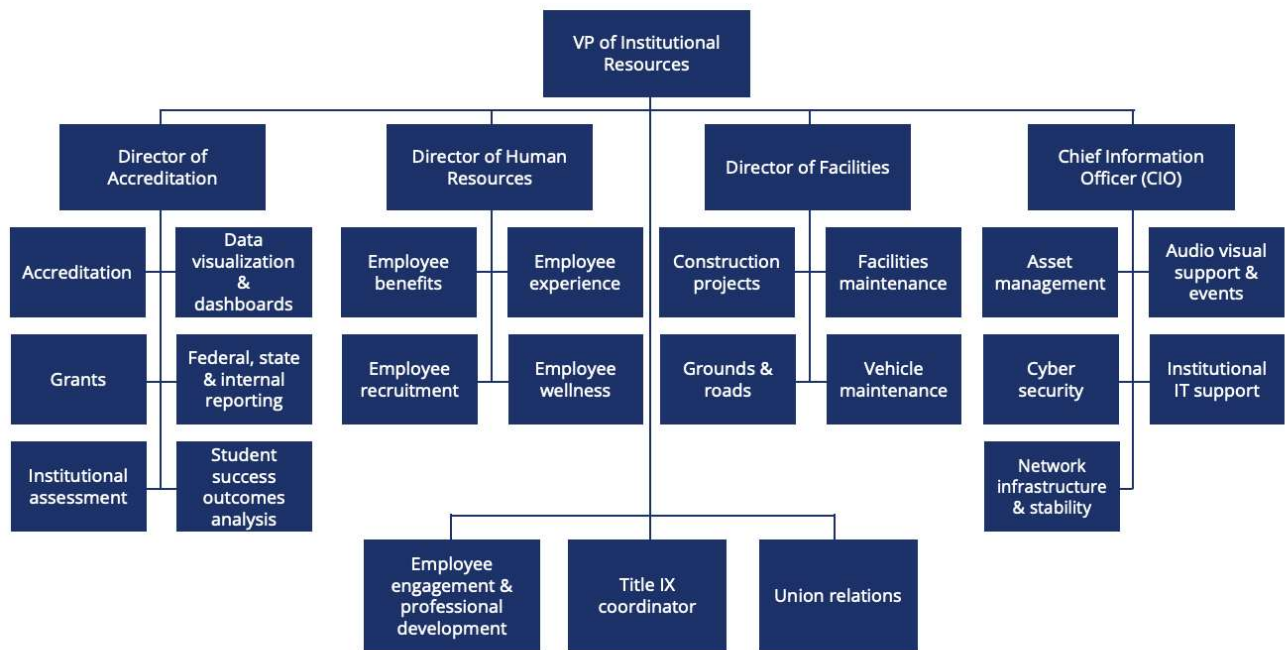 VP of Institutional
Resources
Director of
Accreditation
Director of Human
Resources
Director of Facilities
Chief Information
Officer (CIO)
Accreditation
Data
visualization
&
dashboards
Employee
benefits
Employee
experience
Construction
projects
Facilities
maintenance
Asset
management
Audio visual
support &
events
Grants
Federal, state
& internal
reporting
Employee
recruitment
Employee
wellness
Grounds &
roads
Vehicle
maintenance
Cyber
security
Institutional
IT support
Institutional
assessment
Student
success
outcomes
analysis
Network
infrastructure
& stability
Employee
engagement &
professional
development
Title IX
coordinator
Union relations